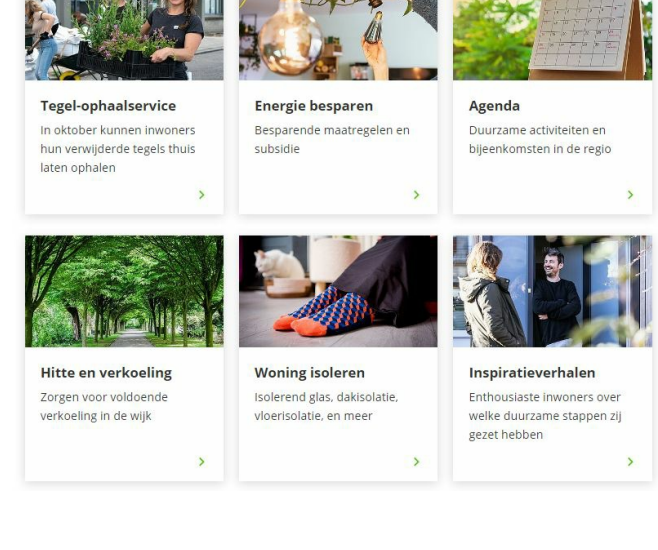 Tegel-ophaalservice
In oktober kunnen inwoners
hun verwijderde tegels thuis
laten ophalen
Energie besparen
Besparende maatregelen en
subsidie
Agenda
Duurzame activiteiten en
bijeenkomsten in de regio
Hitte en verkoeling
Zorgen voor voldoende
verkoeling in de wijk
Woning isoleren
Isolerend glas, dakisolatie,
vloerisolatie, en meer
Inspiratieverhalen
Enthousiaste inwoners over
welke duurzame stappen zij
gezet hebben